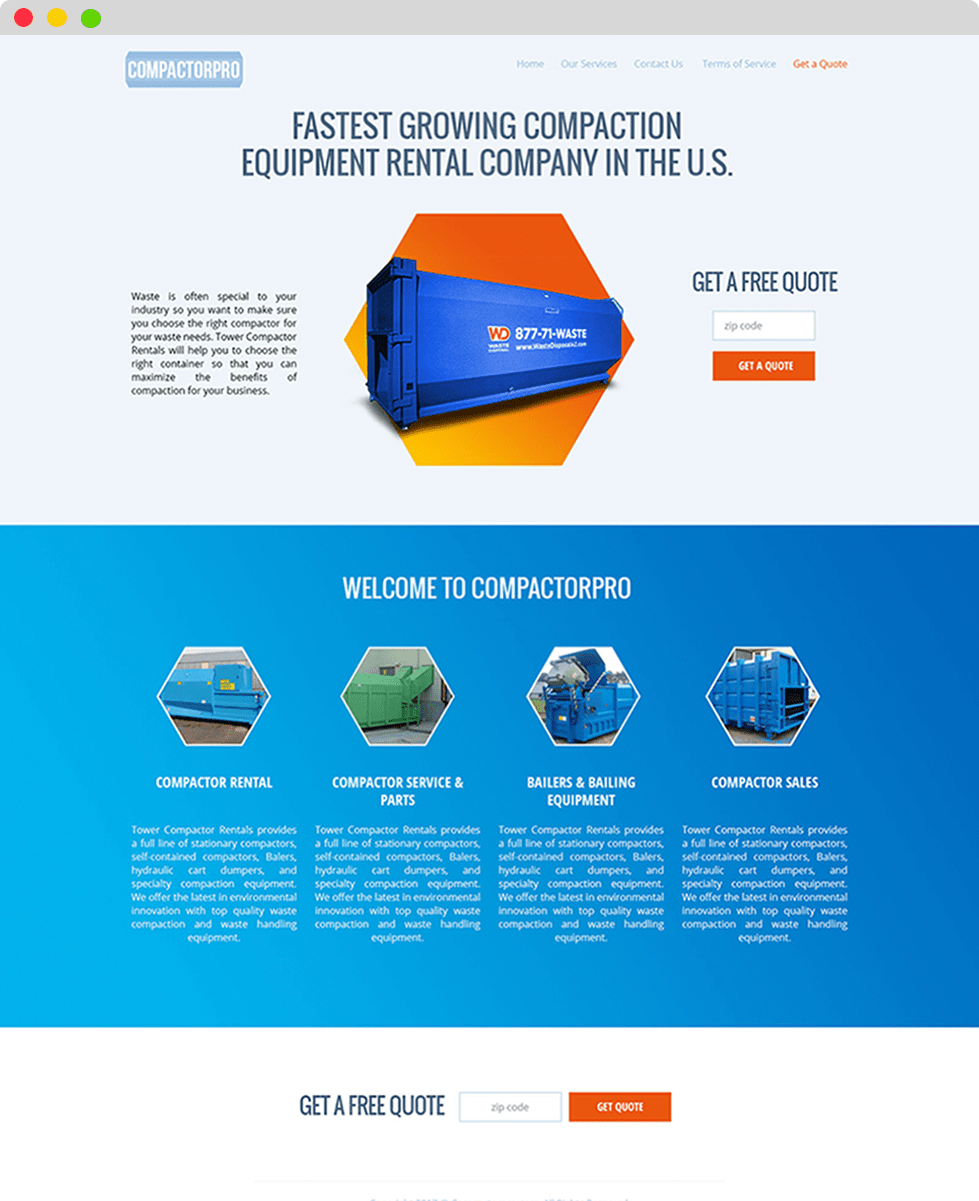 COMPACTORPRO
Home Our Services Contact Us Terms of Service Get a Quote
FASTEST GROWING COMPACTION
EQUIPMENT RENTAL COMPANY IN THE U.S.
Waste is often special to your
industry so you want to make sure
you choose the right compactor for
your waste needs. Tower Compactor
Rentals will help you to choose the
right container so that you can
maximize the benefits of
compaction for your business.
WD 877-71-WASTE
WASTE
GET A FREE QUOTE
zip code
GET A QUOTE
WELCOME TO COMPACTORPRO
COMPACTOR RENTAL
Tower Compactor Rentals provides
a full line of stationary compactors,
self-contained compactors, Balers,
hydraulic cart dumpers, and
specialty compaction equipment.
We offer the latest in environmental
innovation with top quality waste
compaction and waste handling
equipment.
COMPACTOR SERVICE &
PARTS
Tower Compactor Rentals provides
a full line of stationary compactors,
self-contained compactors, Balers,
hydraulic cart dumpers, and
specialty compaction equipment.
We offer the latest in environmental
innovation with top quality waste
compaction and waste handling
equipment.
BAILERS & BAILING
EQUIPMENT
Tower Compactor Rentals provides
a full line of stationary compactors,
self-contained compactors, Balers,
hydraulic cart dumpers, and
specialty compaction equipment.
We offer the latest in environmental
innovation with top quality waste
compaction and waste handling
equipment.
COMPACTOR SALES
Tower Compactor Rentals provides
a full line of stationary compactors,
self-contained compactors, Balers,
hydraulic cart dumpers, and
specialty compaction equipment.
We offer the latest in environmental
innovation with top quality waste
compaction and waste handling
equipment.
GET A FREE QUOTE
zip code
GET QUOTE